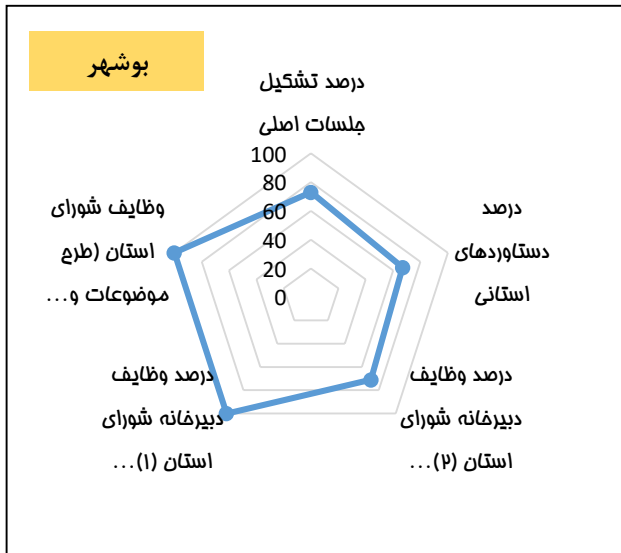 بوشهر
درصد تشکیل
جلسات اصلی
100
80
60
40
20
0
درصد
دستاوردهای
استانی
درصد وظایف
دبیرخانه شورای
استان (۲)...
درصد وظایف
دبیرخانه شورای
استان (۱)...
وظایف شورای
استان (طرح
موضوعات و...